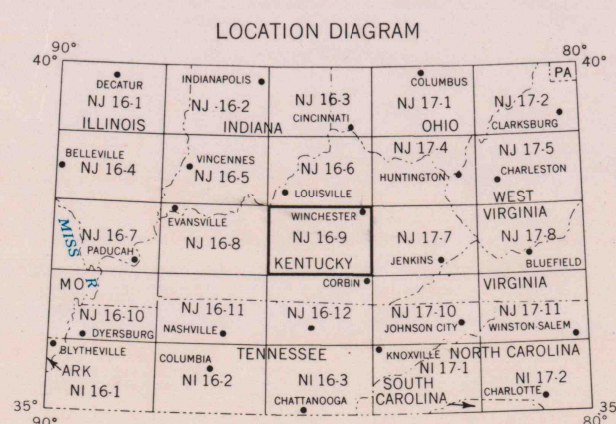 LOCATION DIAGRAM
90° 80°
40° 40°
PA
DECATUR INDIANAPOLIS COLUMBUS
NJ 16-1 NJ -16-2 NJ 16-3 NJ 17-1 NJ 17-2
ILLINOIS INDIANA CINCINNATI OHIO CLARKSBURG
BELLEVILLE VINCENNES NJ 17-4 NJ 17-5
NJ 16-4 NJ 16-5 NJ 16-6 HUNTINGTON CHARLESTON
LOUISVILLE WEST
EVANSVILLE WINCHESTER VIRGINIA
MISS R
NJ 16-7 NJ 16-8 NJ 16-9 NJ 17-7 NJ 17-8
PADUCAH KENTUCKY JENKINS BLUEFIELD
MO CORBIN VIRGINIA
NJ 16-10 NJ 16-11 NJ 16-12 NJ 17-10 NJ 17-11
DYERSBURG NASHVILLE JOHNSON CITY WINSTON-SALEM
BLYTHEVILLE COLUMBIA TENNESSEE KNOXVILLE NORTH CAROLINA
ARK NI 16-2 NI 16-3 NI 17-1 NI 17-2
NI 16-1 CHATTANOOGA SOUTH CAROLINA CHARLOTTE
35° 35°
90° 80°